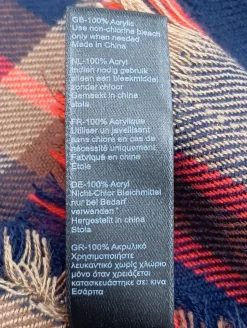 GB-100% Acrylic
Use non-chlorine bleach
only when needed
Made in China
NL-100% Acryl
Indien nodig gebruik
alleen een bleekmiddel
zonder chloor
Gemaakt in china
stola
FR-100% Acrylique
Utiliser un javellisant
sans chlore en cas de
nécessité uniquement
Fabriqué en chine
Étole
DE-100% Acryl
Nicht-Chlor Bleichmittel
nur bei Bedarf
verwenden
Hergestellt in china
Stola
GR-100% Ακρυλικό
Χρησιμοποιήστε
λευκαντικό χωρίς χλώριο
μόνο όταν χρειάζεται
κατασκευάστηκε σε: κινα
Εσάρπα